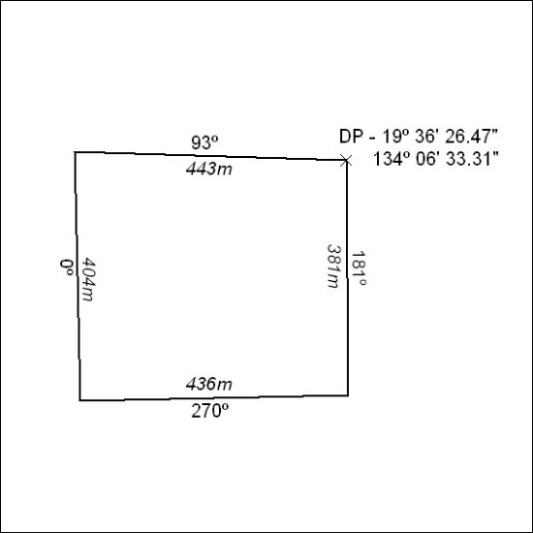 93º
DP - 19º 36' 26.47"
134º 06' 33.31"
443m
0º
404m
381m
181º
436m
270º